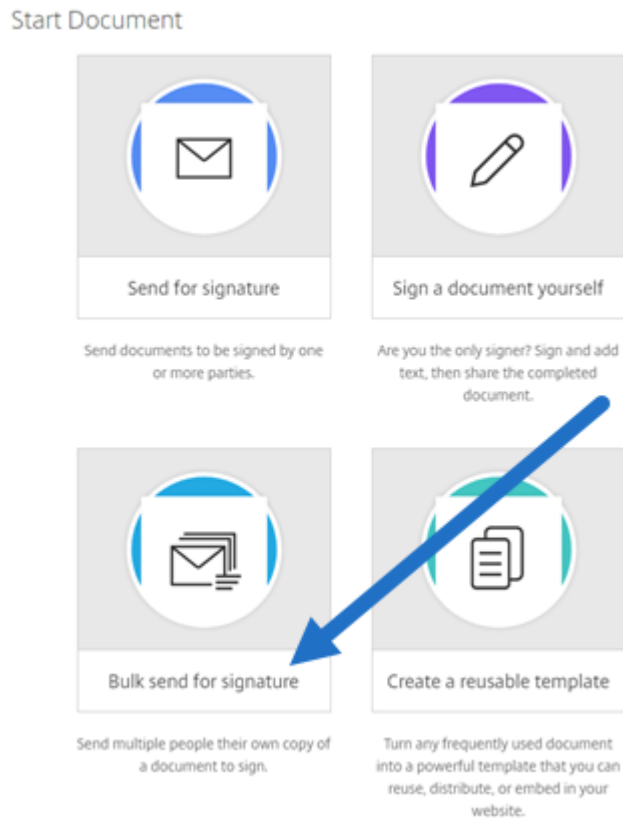 Start Document
Send for signature
Sign a document yourself
Send documents to be signed by one
or more parties.
Are you the only signer? Sign and add
text, then share the completed
document.
Bulk send for signature
Create a reusable template
Send multiple people their own copy of
a document to sign.
Turn any frequently used document
into a powerful template that you can
reuse, distribute, or embed in your
website.